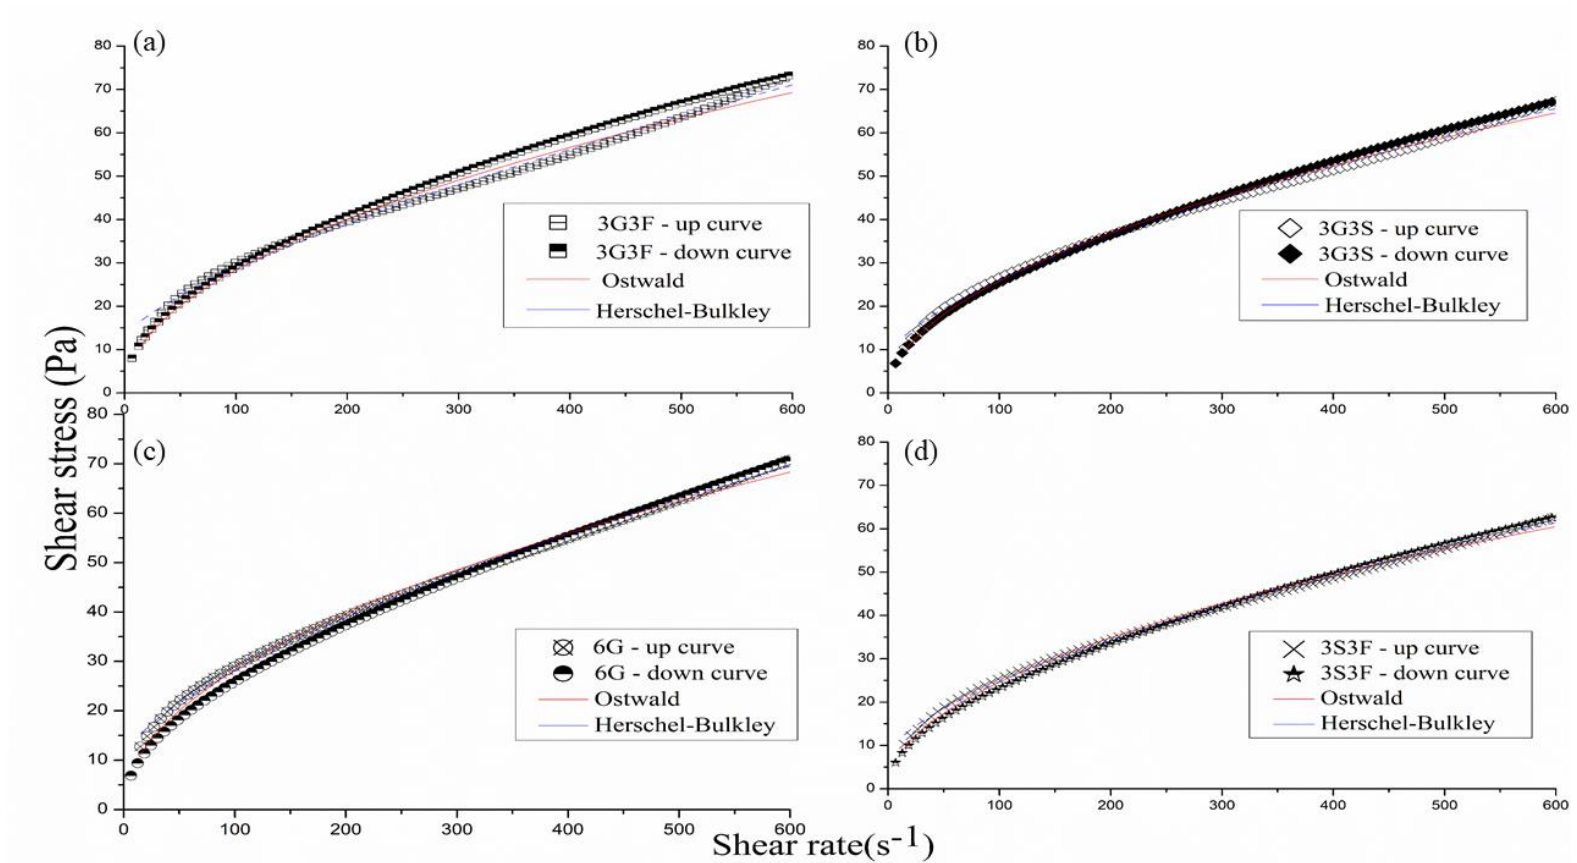 (a)
80
70
60
50
40
30
20
10
0
0 100 200 300 400 500 600
3G3F - up curve
3G3F - down curve
Ostwald
Herschel-Bulkley
(b)
80
70
60
50
40
30
20
10
0
0 100 200 300 400 500 600
3G3S - up curve
3G3S - down curve
Ostwald
Herschel-Bulkley
Shear stress (Pa)
(c)
80
70
60
50
40
30
20
10
0
0 100 200 300 400 500 600
6G - up curve
6G - down curve
Ostwald
Herschel-Bulkley
(d)
80
70
60
50
40
30
20
10
0
0 100 200 300 400 500 600
3S3F - up curve
3S3F - down curve
Ostwald
Herschel-Bulkley
Shear rate(s⁻¹)